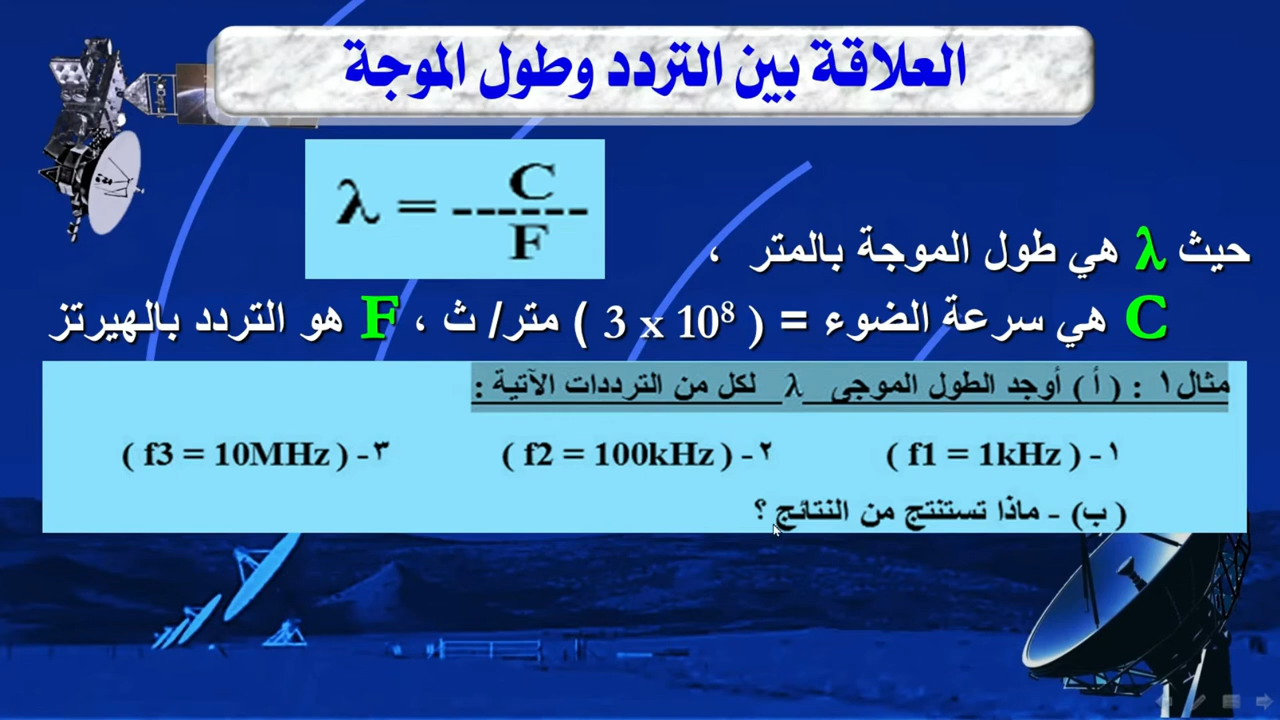 العلاقة بين التردد وطول الموجة
λ = C
------
F
حيث λ هي طول الموجة بالمتر ،
C هي سرعة الضوء = ( 3 x 10⁸ ) متر/ ث ، F هو التردد بالهيرتز
مثال١ : ( أ ) أوجد الطول الموجى λ لكل من الترددات الآتية :
١ - ( f1 = 1kHz ) ٢ - ( f2 = 100kHz ) ٣ - ( f3 = 10MHz )
( ب) - ماذا تستنتج من النتائج ؟